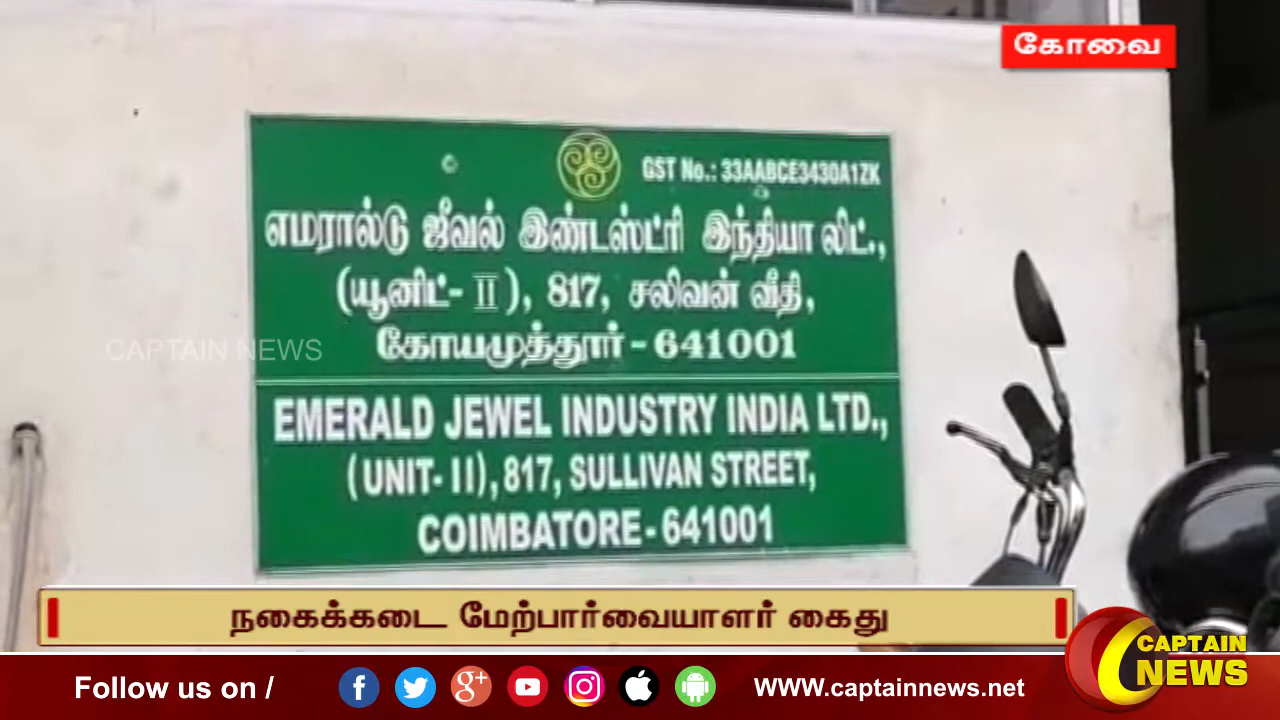 கோவை
GST No.: 33AABCE3430A1ZK
எமரால்டு ஜீவல் இண்டஸ்ட்ரி இந்தியா லிட்.,
(யூனிட்- II), 817, சலிவன் வீதி,
கோயமுத்தூர் - 641001
CAPTAIN NEWS
EMERALD JEWEL INDUSTRY INDIA LTD.,
(UNIT- II), 817, SULLIVAN STREET,
COIMBATORE - 641001
நகைக்கடை மேற்பார்வையாளர் கைது
CAPTAIN
NEWS
Follow us on / WWW.captainnews.net